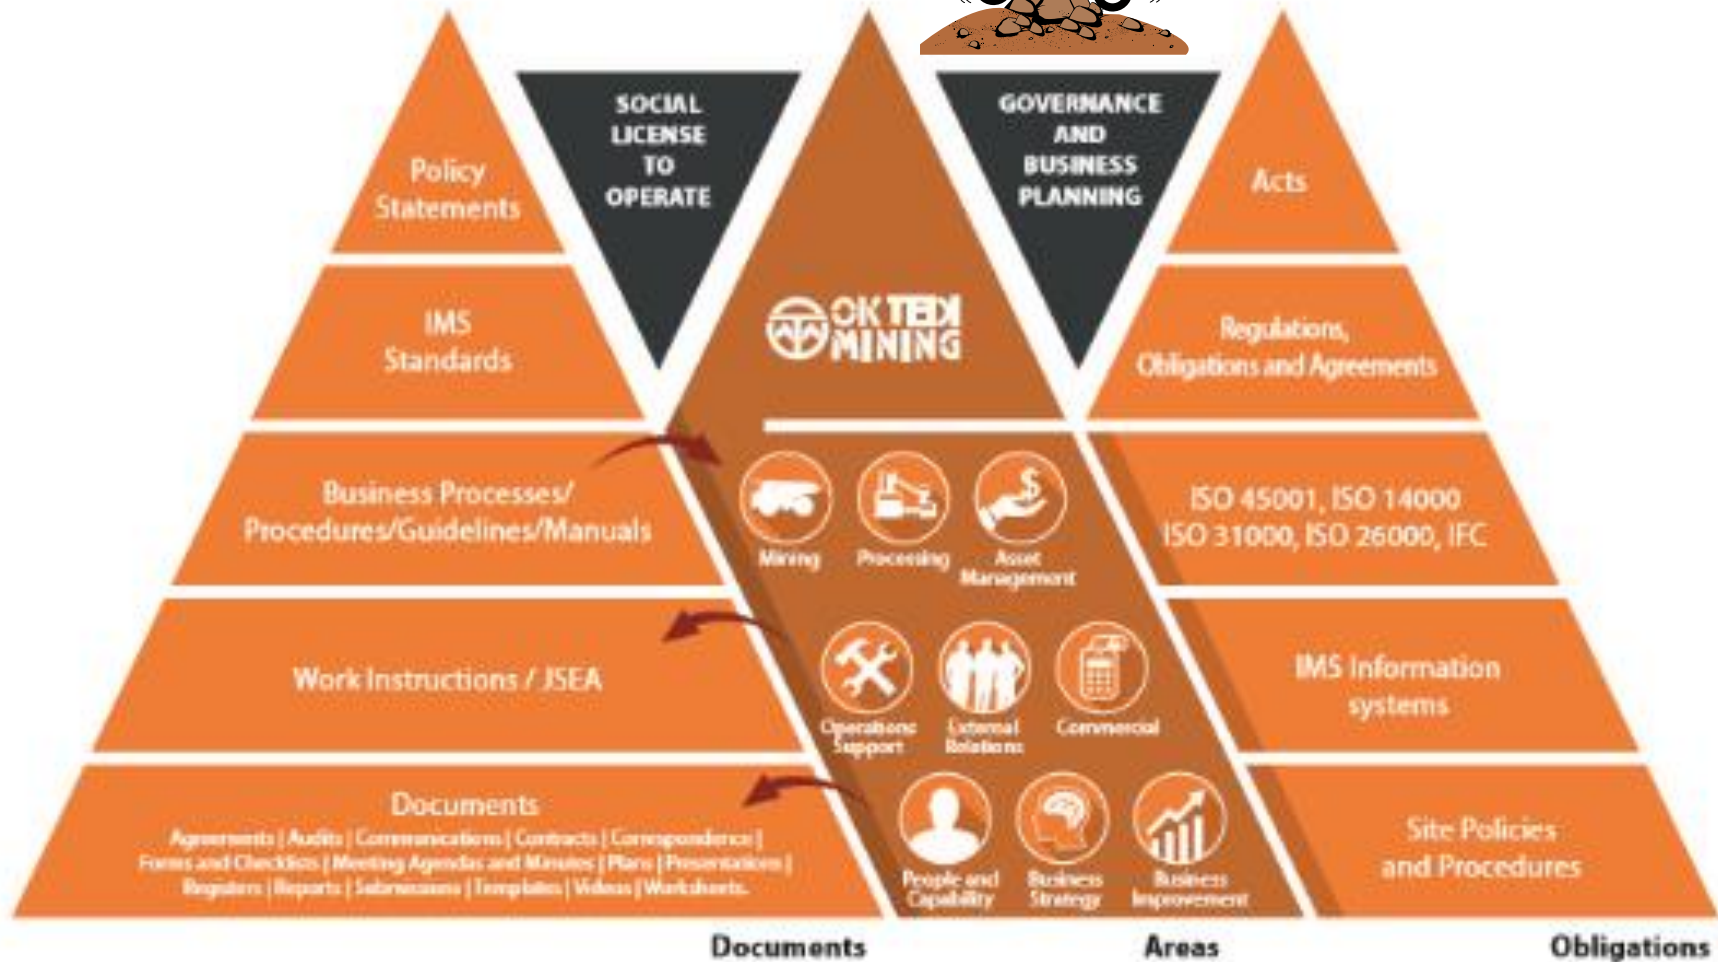 Policy
Statements
IMS
Standards
Business Processes/
Procedures/Guidelines/Manuals
Work Instructions / JSEA
Documents
Agreements | Audits | Communications | Contracts | Correspondence |
Forms and Checklists | Meeting Agendas and Minutes | Plans | Presentations |
Registers | Reports | Submissions | Templates | Videos | Worksheets.
SOCIAL
LICENSE
TO
OPERATE
OK TEDI
MINING
Mining
Processing
Asset
Management
Operations
Support
External
Relations
Commercial
People and
Capability
Business
Strategy
Business
Improvement
GOVERNANCE
AND
BUSINESS
PLANNING
Acts
Regulations,
Obligations and Agreements
ISO 45001, ISO 14000
ISO 31000, ISO 26000, IFC
IMS Information
systems
Site Policies
and Procedures
Documents
Areas
Obligations